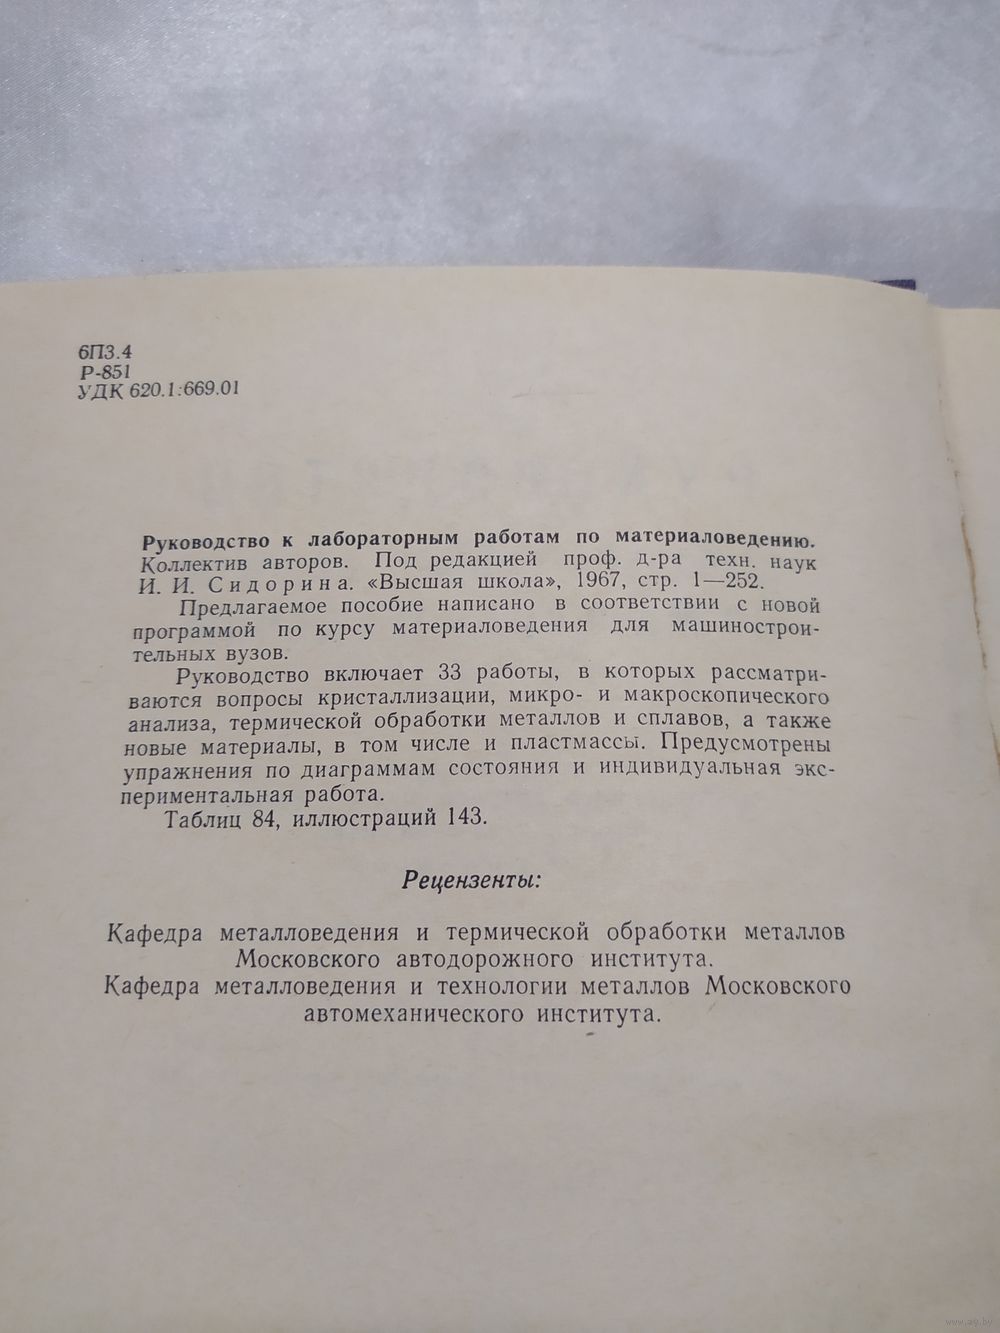 6П3.4
Р-851
УДК 620.1:669.01
Руководство к лабораторным работам по материаловедению.
Коллектив авторов. Под редакцией проф. д-ра техн. наук
И. И. Сидорина. «Высшая школа», 1967, стр. 1—252.
Предлагаемое пособие написано в соответствии с новой
программой по курсу материаловедения для машинострои-
тельных вузов.
Руководство включает 33 работы, в которых рассматри-
ваются вопросы кристаллизации, микро- и макроскопического
анализа, термической обработки металлов и сплавов, а также
новые материалы, в том числе и пластмассы. Предусмотрены
упражнения по диаграммам состояния и индивидуальная экс-
периментальная работа.
Таблиц 84, иллюстраций 143.
Рецензенты:
Кафедра металловедения и термической обработки металлов
Московского автодорожного института.
Кафедра металловедения и технологии металлов Московского
автомеханического института.
www.ay.by